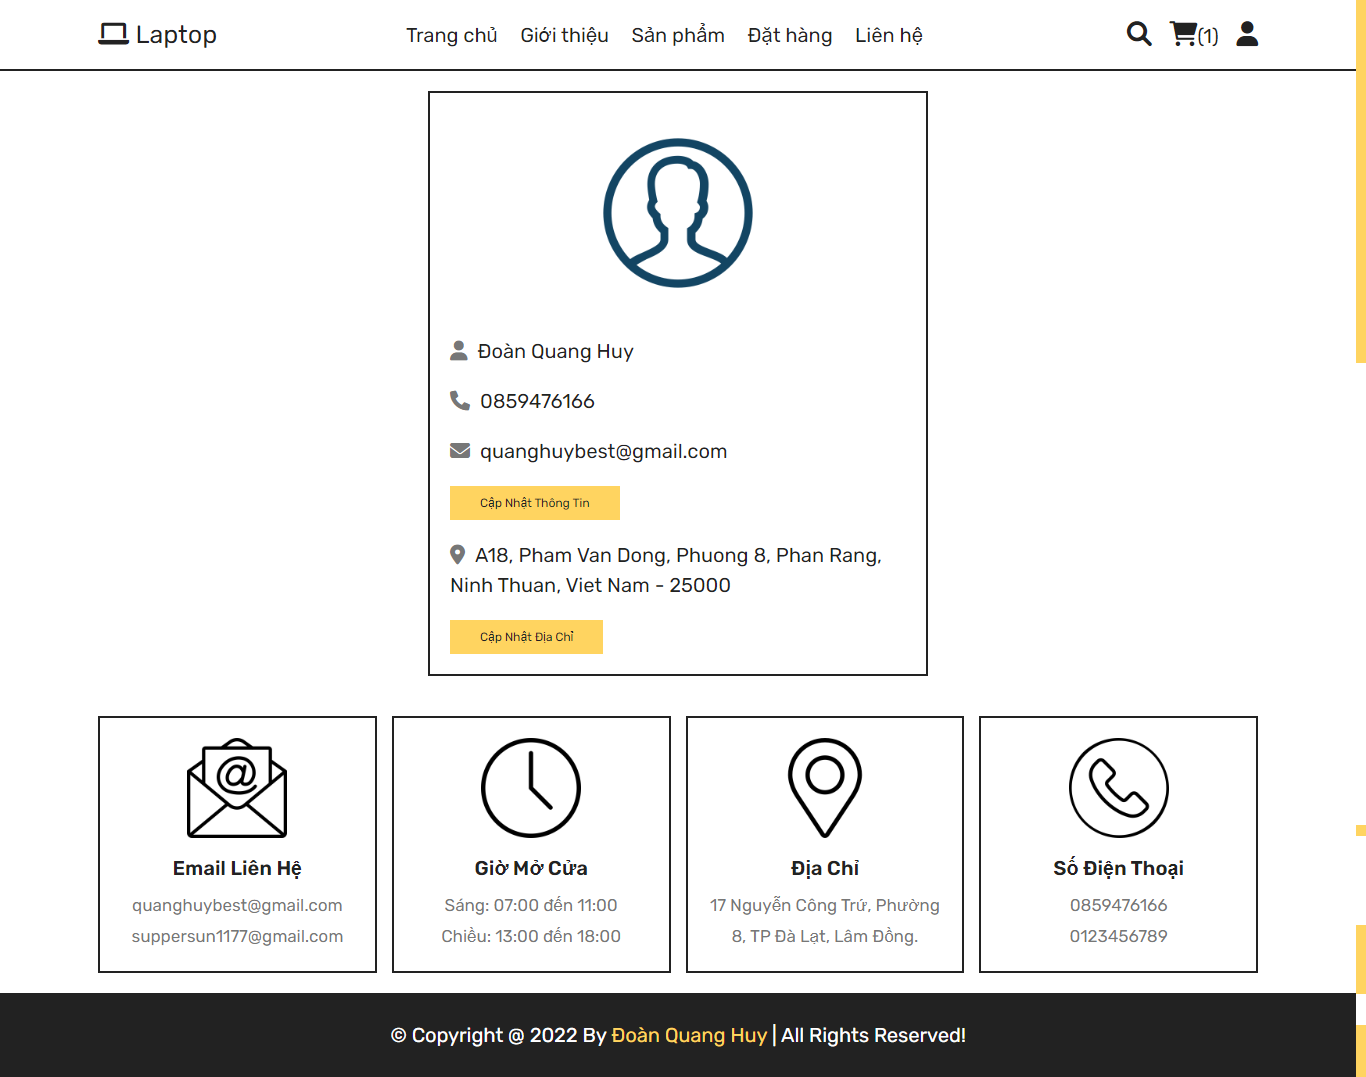 Laptop
Trang chủ Giới thiệu Sản phẩm Đặt hàng Liên hệ
(1)
Đoàn Quang Huy
0859476166
quanghuybest@gmail.com
Cập Nhật Thông Tin
A18, Pham Van Dong, Phuong 8, Phan Rang,
Ninh Thuan, Viet Nam - 25000
Cập Nhật Địa Chỉ
@
Email Liên Hệ
quanghuybest@gmail.com
suppersun1177@gmail.com
Giờ Mở Cửa
Sáng: 07:00 đến 11:00
Chiều: 13:00 đến 18:00
Địa Chỉ
17 Nguyễn Công Trứ, Phường
8, TP Đà Lạt, Lâm Đồng.
Số Điện Thoại
0859476166
0123456789
© Copyright @ 2022 By Đoàn Quang Huy | All Rights Reserved!